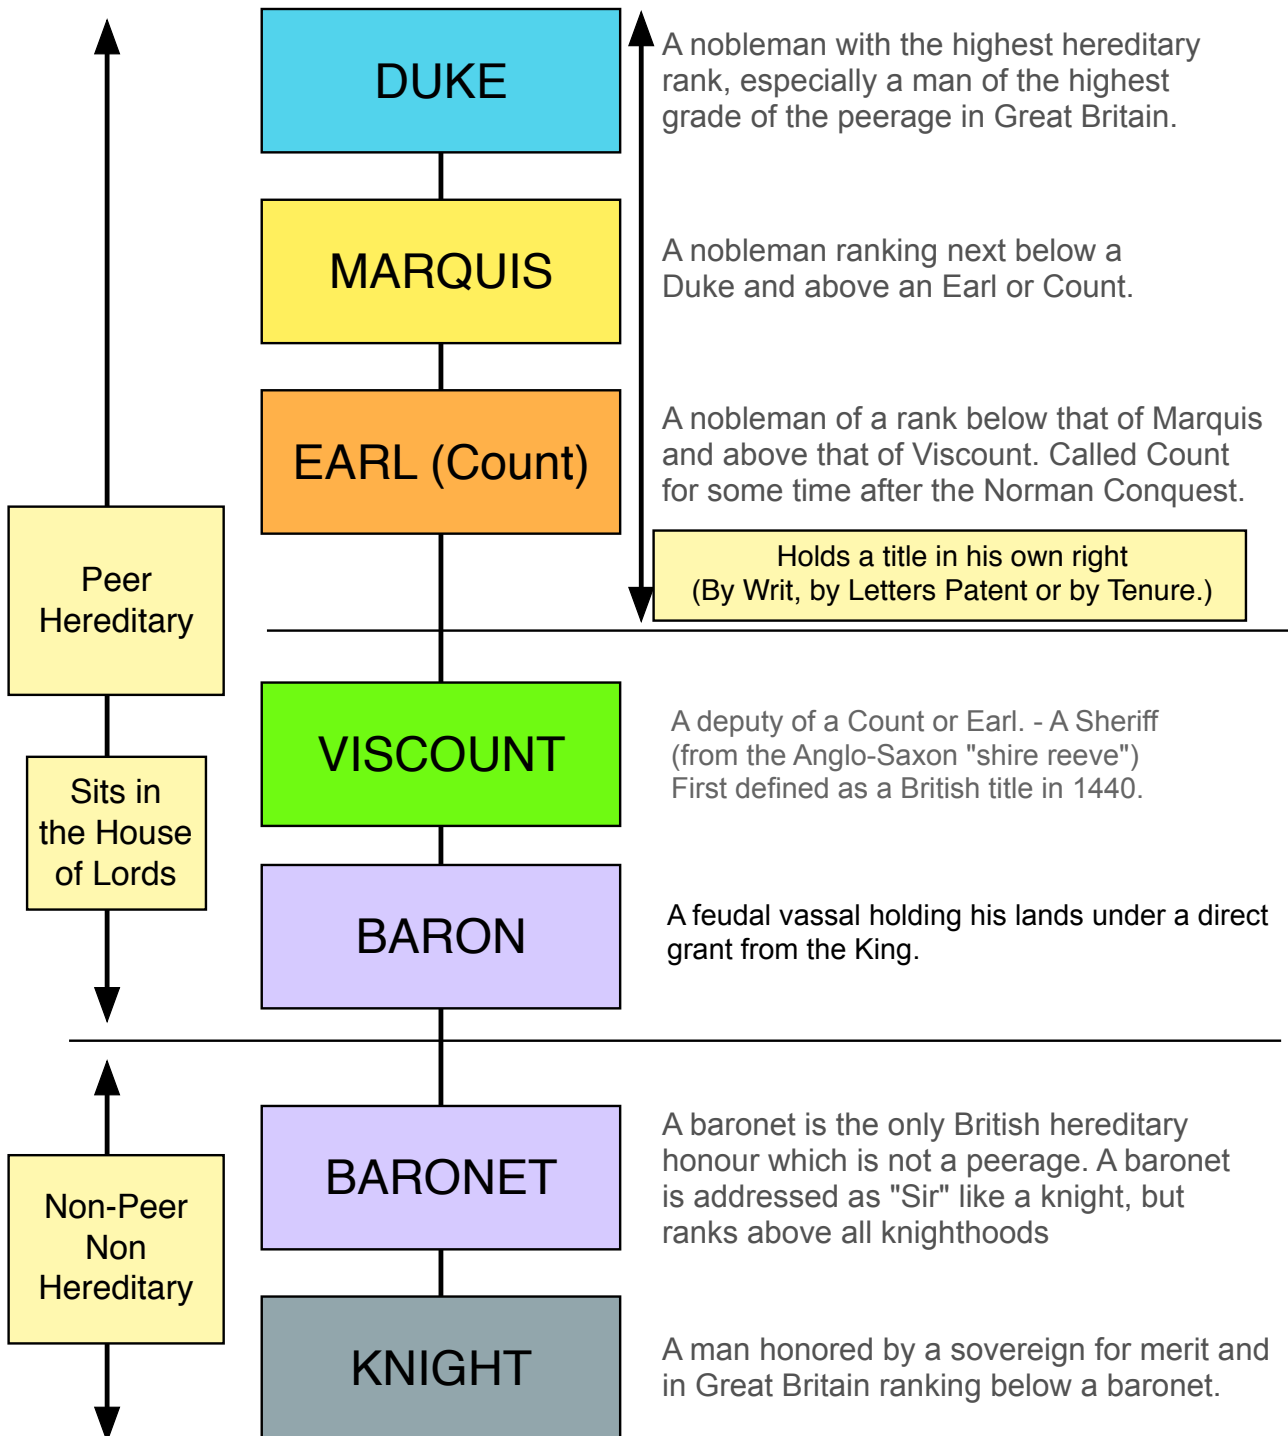 DUKE
A nobleman with the highest hereditary
rank, especially a man of the highest
grade of the peerage in Great Britain.
MARQUIS
A nobleman ranking next below a
Duke and above an Earl or Count.
EARL (Count)
A nobleman of a rank below that of Marquis
and above that of Viscount. Called Count
for some time after the Norman Conquest.
Peer
Hereditary
Holds a title in his own right
(By Writ, by Letters Patent or by Tenure.)
VISCOUNT
A deputy of a Count or Earl. - A Sheriff
(from the Anglo-Saxon "shire reeve")
First defined as a British title in 1440.
Sits in
the House
of Lords
BARON
A feudal vassal holding his lands under a direct
grant from the King.
BARONET
A baronet is the only British hereditary
honour which is not a peerage. A baronet
is addressed as "Sir" like a knight, but
ranks above all knighthoods
Non-Peer
Non
Hereditary
KNIGHT
A man honored by a sovereign for merit and
in Great Britain ranking below a baronet.